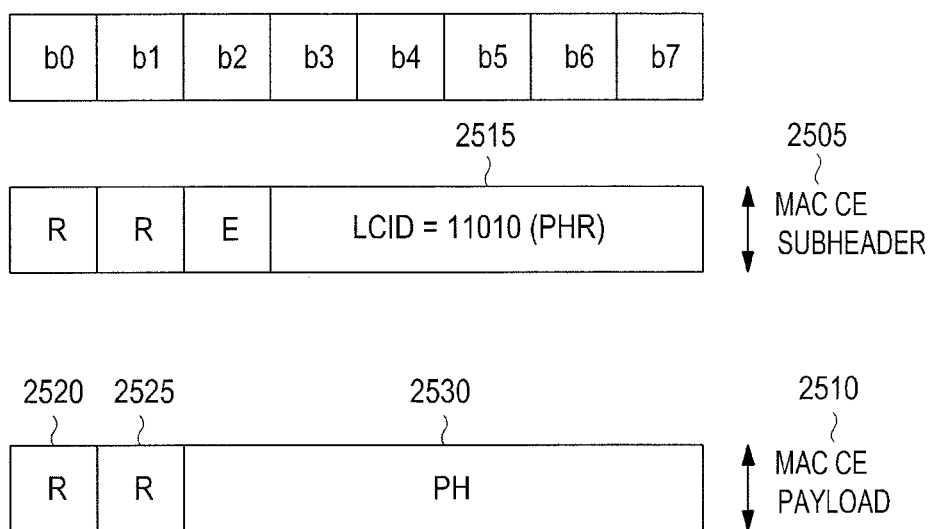 b0 b1 b2 b3 b4 b5 b6 b7
2515 2505
R R E LCID = 11010 (PHR) MAC CE
SUBHEADER
2520 2525 2530 2510
R R PH MAC CE
PAYLOAD